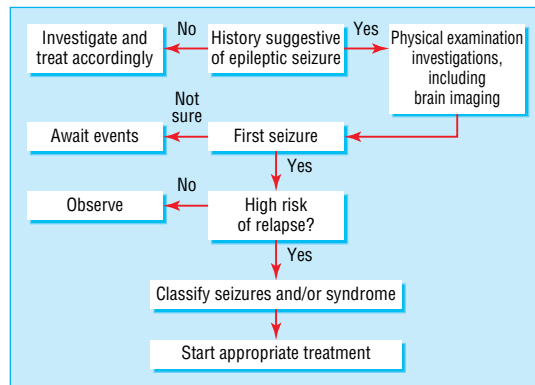 Investigate and
treat accordingly
No
History suggestive
of epileptic seizure
Yes
Physical examination
investigations,
including
brain imaging
Await events
Not
sure
First seizure
Yes
Observe
No
High risk
of relapse?
Yes
Classify seizures and/or syndrome
Start appropriate treatment